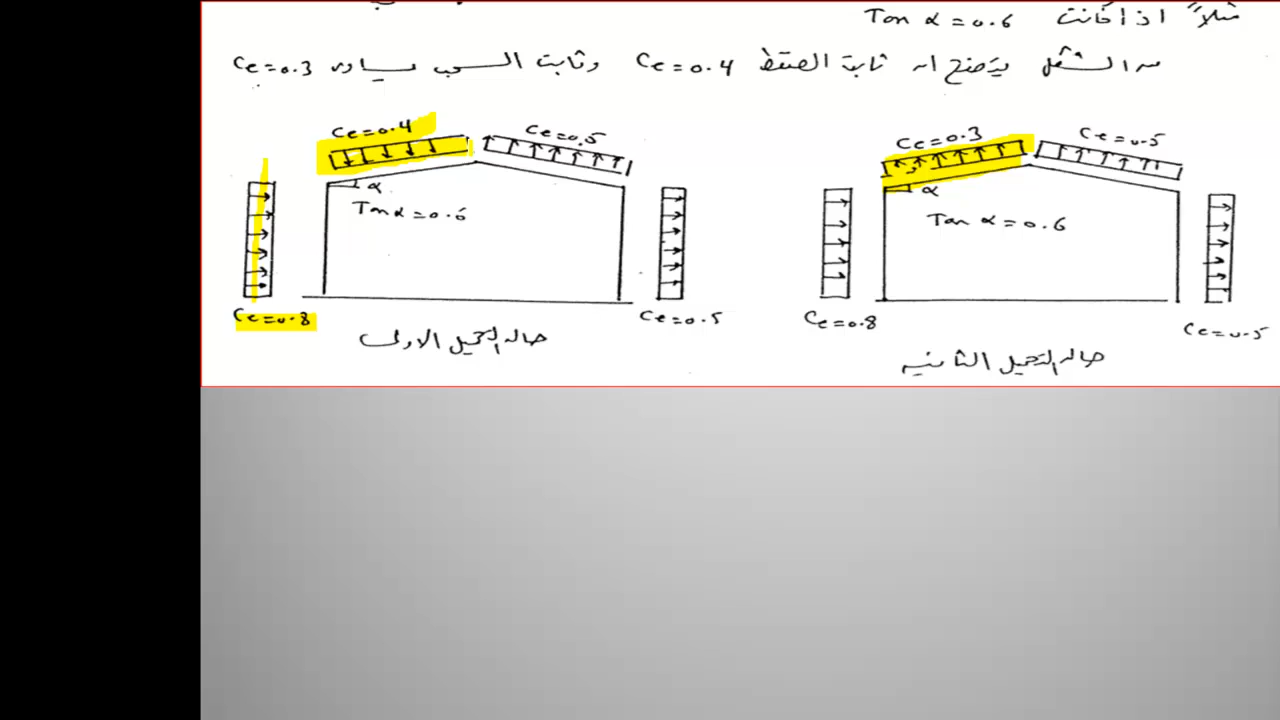 مثلاً اذا كانت Tan α = 0.6
من الشكل يتضح ان ثابت الضغط Ce=0.4 وثابت السحب يساوى Ce=0.3
Ce=0.4
Ce=0.5
α
Tan α = 0.6
Ce=0.8
Ce=0.5
حالة التحميل الاولى
Ce=0.3
Ce=0.5
α
Tan α = 0.6
Ce=0.8
Ce=0.5
حالة التحميل الثانيه